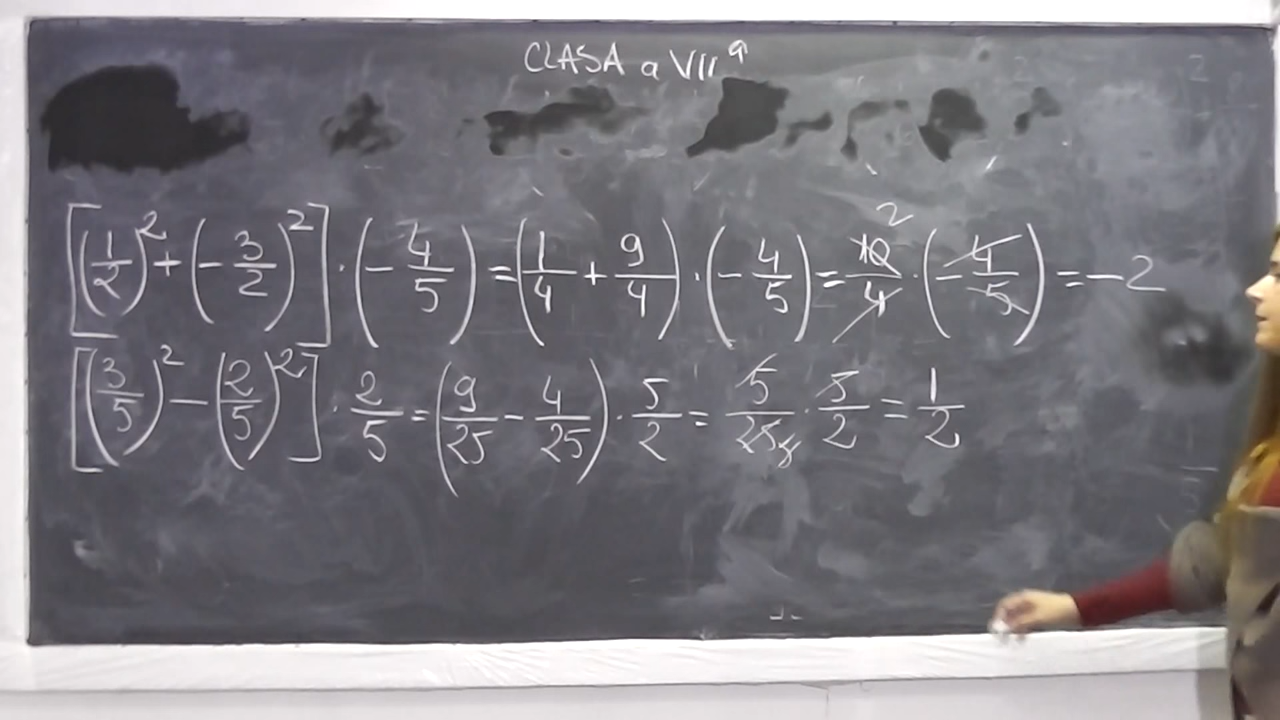 CLASA a VII ª
[(1/2)² + (-3/2)²] · (-4/5) = (1/4 + 9/4) · (-4/5) = 10/4 2 · (-4/5) = -2
[(3/5)² - (2/5)²] · 2/5 = (9/25 - 4/25) · 5/2 = 5/25 5 · 5/2 = 1/2